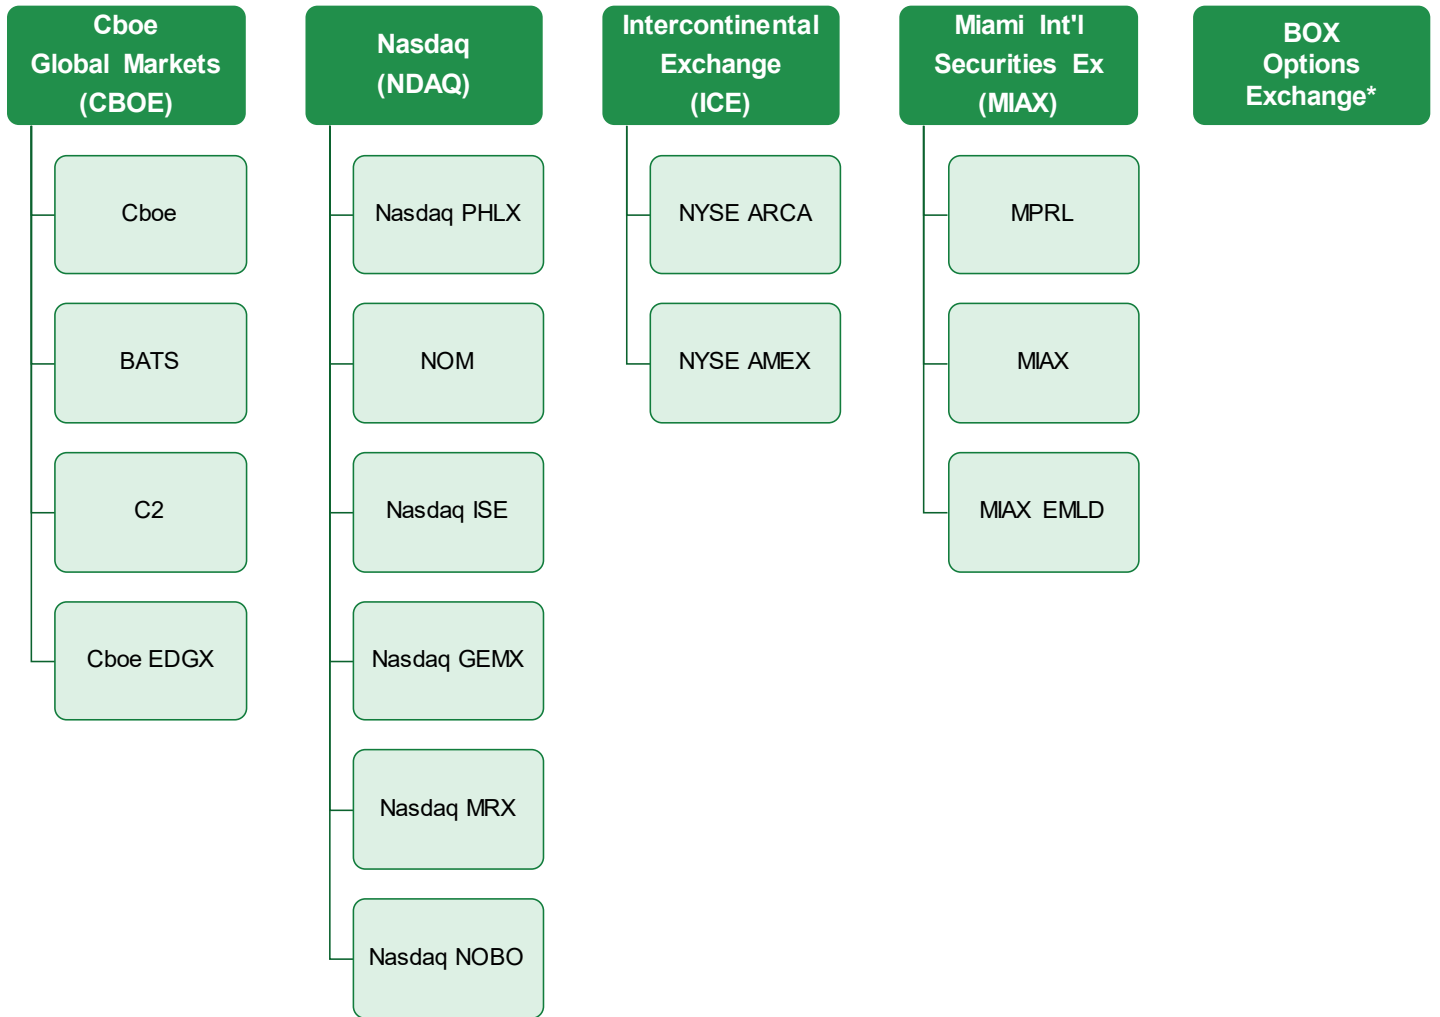 Cboe
Global Markets
(CBOE)
Cboe
BATS
C2
Cboe EDGX
Nasdaq
(NDAQ)
Nasdaq PHLX
NOM
Nasdaq ISE
Nasdaq GEMX
Nasdaq MRX
Nasdaq NOBO
Intercontinental
Exchange
(ICE)
NYSE ARCA
NYSE AMEX
Miami Int'l
Securities Ex
(MIAX)
MPRL
MIAX
MIAX EMLD
BOX
Options
Exchange*